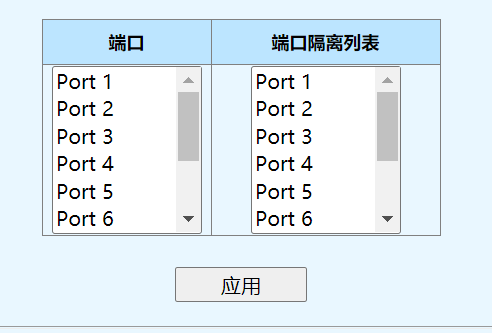 端口 端口隔离列表
Port 1 Port 1
Port 2 Port 2
Port 3 Port 3
Port 4 Port 4
Port 5 Port 5
Port 6 Port 6
应用